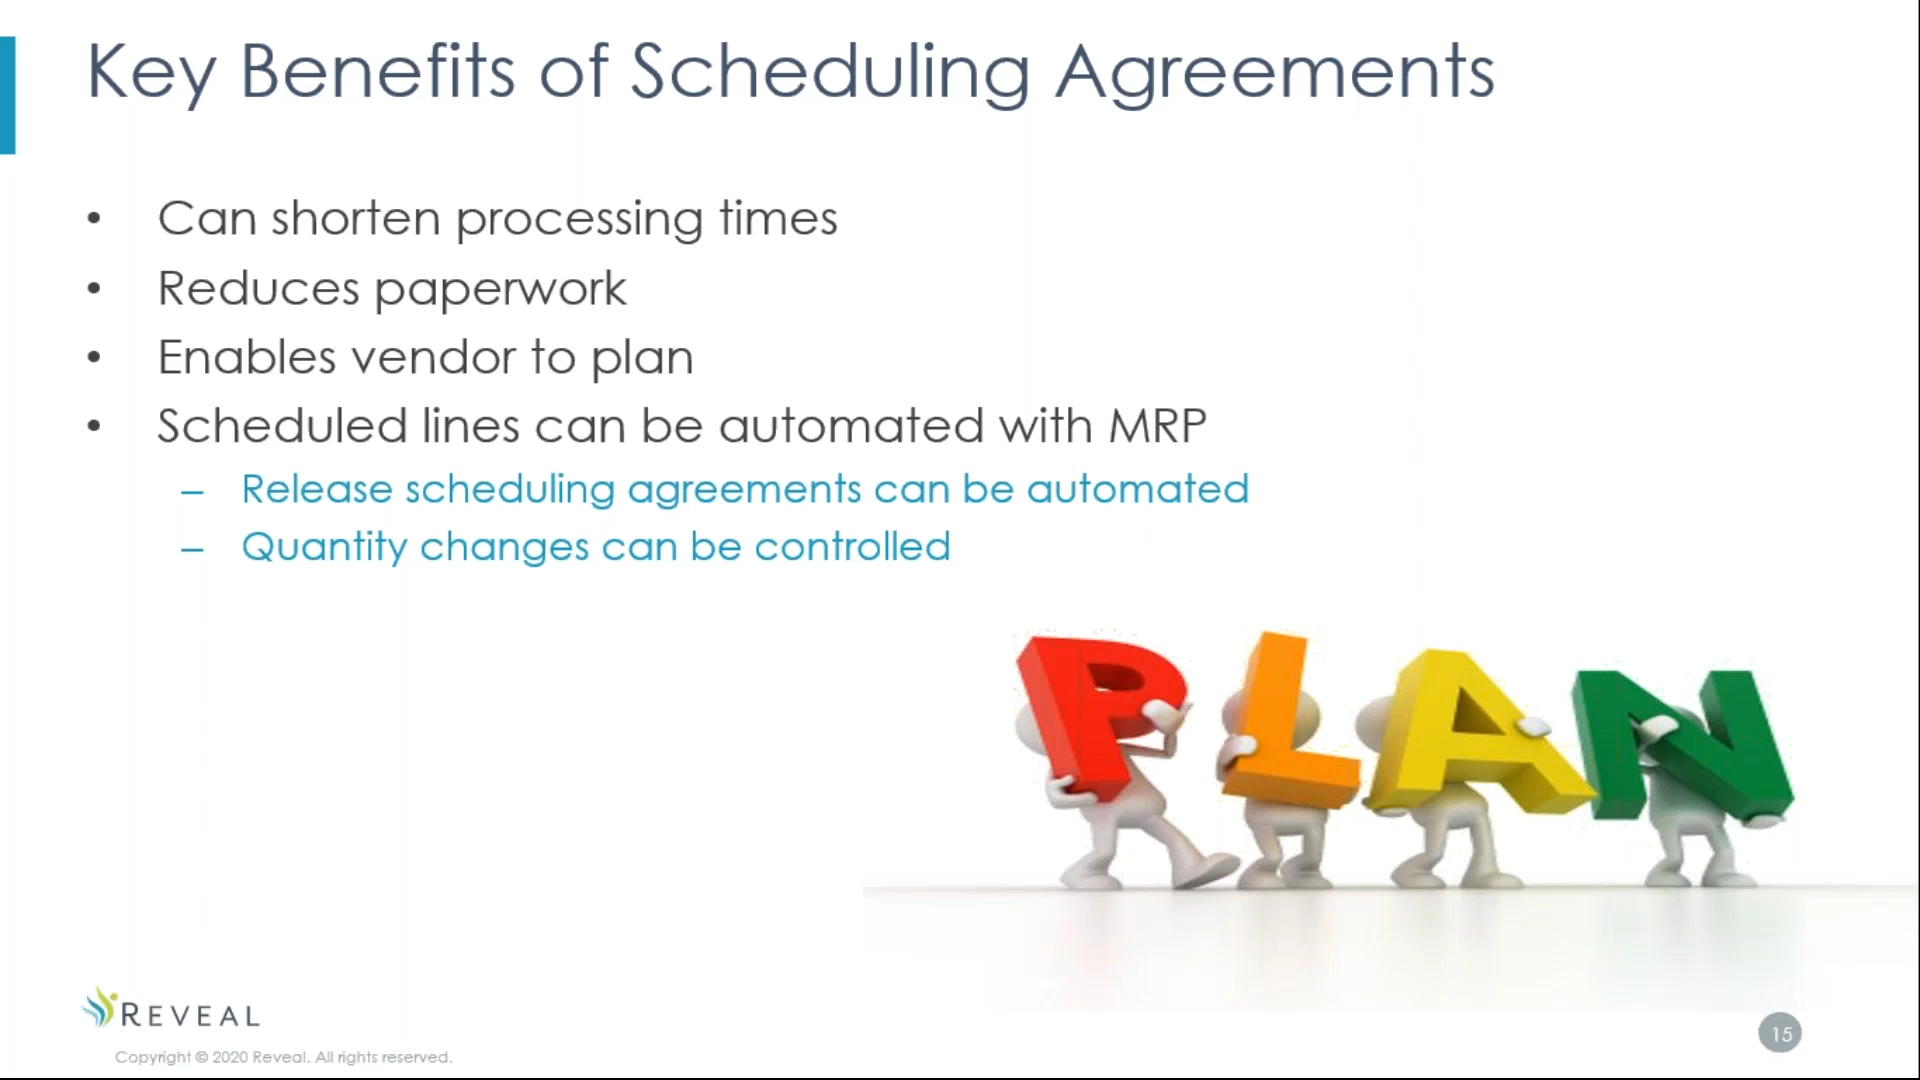 Key Benefits of Scheduling Agreements
• Can shorten processing times
• Reduces paperwork
• Enables vendor to plan
• Scheduled lines can be automated with MRP
– Release scheduling agreements can be automated
– Quantity changes can be controlled
PLAN
REVEAL
15
Copyright © 2020 Reveal. All rights reserved.